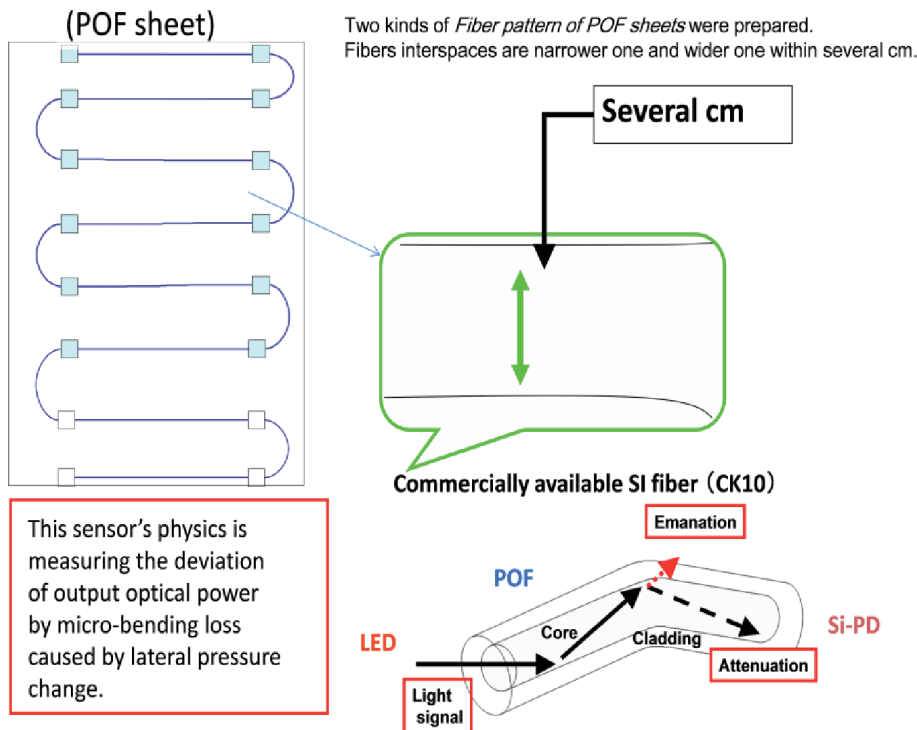 (POF sheet)
Two kinds of Fiber pattern of POF sheets were prepared.
Fibers interspaces are narrower one and wider one within several cm.
Several cm
Commercially available SI fiber (CK10)
This sensor's physics is
measuring the deviation
of output optical power
by micro-bending loss
caused by lateral pressure
change.
Emanation
POF
LED
Core
Cladding
Si-PD
Attenuation
Light
signal